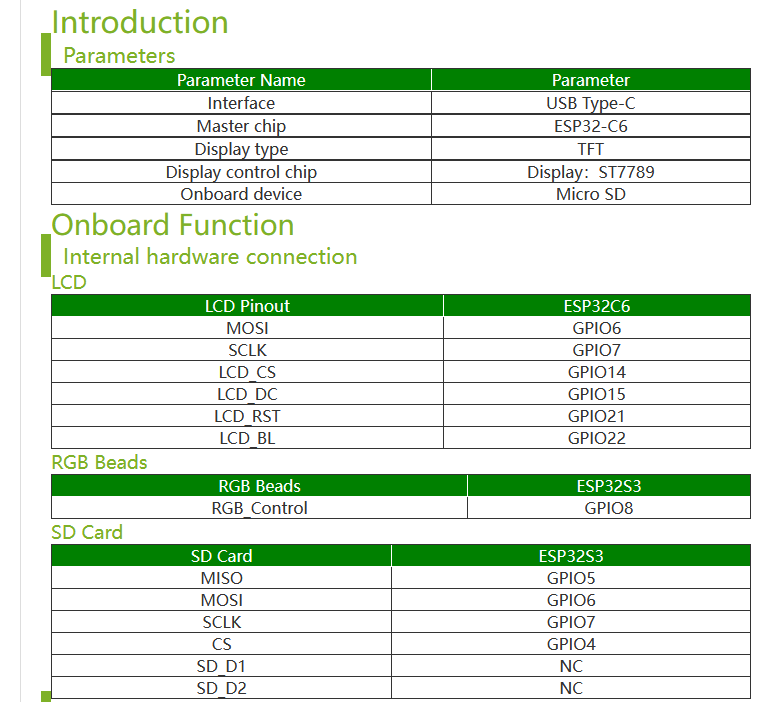 Introduction
Parameters
Parameter Name Parameter
Interface USB Type-C
Master chip ESP32-C6
Display type TFT
Display control chip Display：ST7789
Onboard device Micro SD
Onboard Function
Internal hardware connection
LCD
LCD Pinout ESP32C6
MOSI GPIO6
SCLK GPIO7
LCD_CS GPIO14
LCD_DC GPIO15
LCD_RST GPIO21
LCD_BL GPIO22
RGB Beads
RGB Beads ESP32S3
RGB_Control GPIO8
SD Card
SD Card ESP32S3
MISO GPIO5
MOSI GPIO6
SCLK GPIO7
CS GPIO4
SD_D1 NC
SD_D2 NC